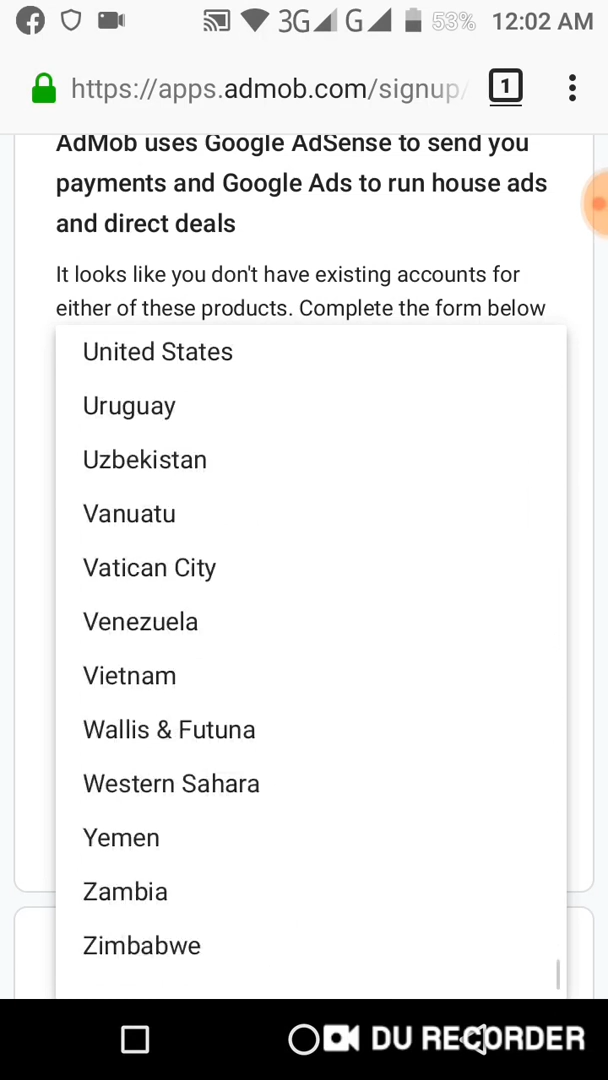 3G G 53% 12:02 AM
https://apps.admob.com/signup/ 1
AdMob uses Google AdSense to send you
payments and Google Ads to run house ads
and direct deals
It looks like you don't have existing accounts for
either of these products. Complete the form below
United States
Uruguay
Uzbekistan
Vanuatu
Vatican City
Venezuela
Vietnam
Wallis & Futuna
Western Sahara
Yemen
Zambia
Zimbabwe
DU RECORDER